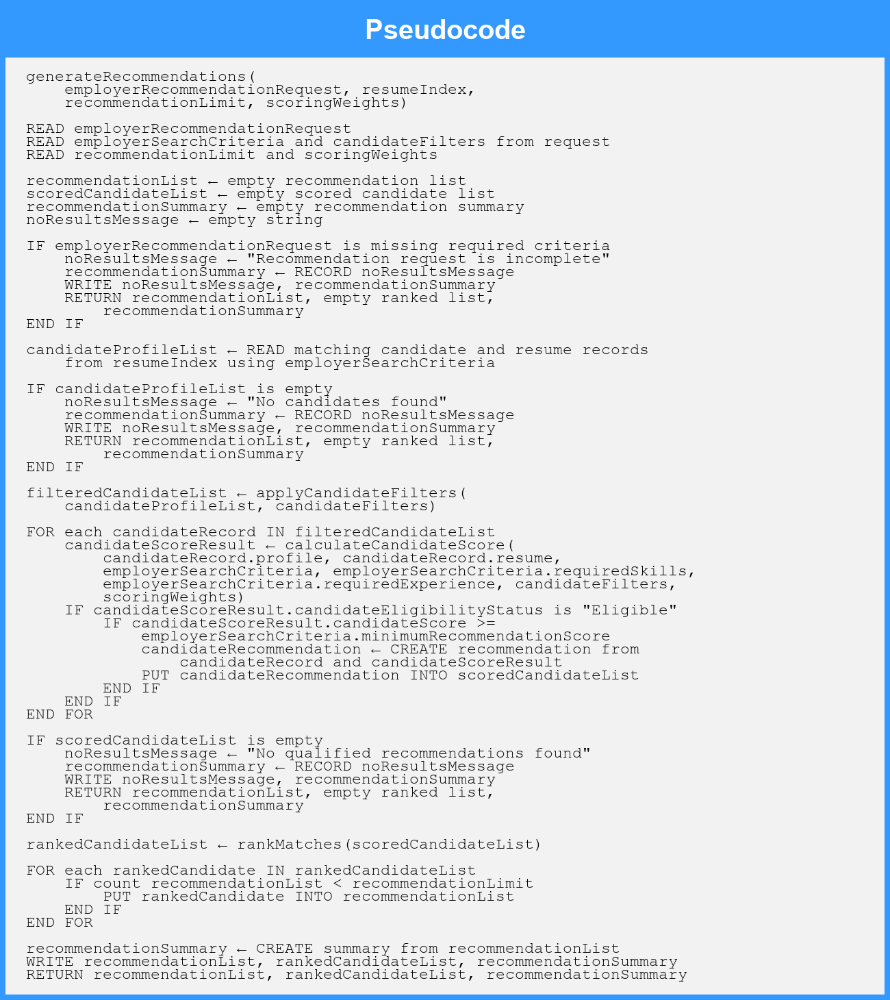 Pseudocode
generateRecommendations(
    employerRecommendationRequest, resumeIndex,
    recommendationLimit, scoringWeights)
READ employerRecommendationRequest
READ employerSearchCriteria and candidateFilters from request
READ recommendationLimit and scoringWeights
recommendationList ← empty recommendation list
scoredCandidateList ← empty scored candidate list
recommendationSummary ← empty recommendation summary
noResultsMessage ← empty string
IF employerRecommendationRequest is missing required criteria
    noResultsMessage ← "Recommendation request is incomplete"
    recommendationSummary ← RECORD noResultsMessage
    WRITE noResultsMessage, recommendationSummary
    RETURN recommendationList, empty ranked list,
        recommendationSummary
END IF
candidateProfileList ← READ matching candidate and resume records
    from resumeIndex using employerSearchCriteria
IF candidateProfileList is empty
    noResultsMessage ← "No candidates found"
    recommendationSummary ← RECORD noResultsMessage
    WRITE noResultsMessage, recommendationSummary
    RETURN recommendationList, empty ranked list,
        recommendationSummary
END IF
filteredCandidateList ← applyCandidateFilters(
    candidateProfileList, candidateFilters)
FOR each candidateRecord IN filteredCandidateList
    candidateScoreResult ← calculateCandidateScore(
        candidateRecord.profile, candidateRecord.resume,
        employerSearchCriteria, employerSearchCriteria.requiredSkills,
        employerSearchCriteria.requiredExperience, candidateFilters,
        scoringWeights)
    IF candidateScoreResult.candidateEligibilityStatus is "Eligible"
        IF candidateScoreResult.candidateScore >=
            employerSearchCriteria.minimumRecommendationScore
            candidateRecommendation ← CREATE recommendation from
                candidateRecord and candidateScoreResult
            PUT candidateRecommendation INTO scoredCandidateList
        END IF
    END IF
END FOR
IF scoredCandidateList is empty
    noResultsMessage ← "No qualified recommendations found"
    recommendationSummary ← RECORD noResultsMessage
    WRITE noResultsMessage, recommendationSummary
    RETURN recommendationList, empty ranked list,
        recommendationSummary
END IF
rankedCandidateList ← rankMatches(scoredCandidateList)
FOR each rankedCandidate IN rankedCandidateList
    IF count recommendationList < recommendationLimit
        PUT rankedCandidate INTO recommendationList
    END IF
END FOR
recommendationSummary ← CREATE summary from recommendationList
WRITE recommendationList, rankedCandidateList, recommendationSummary
RETURN recommendationList, rankedCandidateList, recommendationSummary